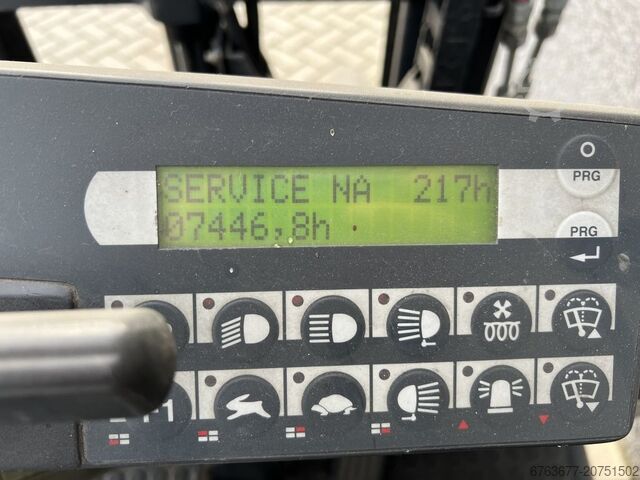 SERVICE NA 217h
07446,8h
O
PRG
PRG
6763677-20751502